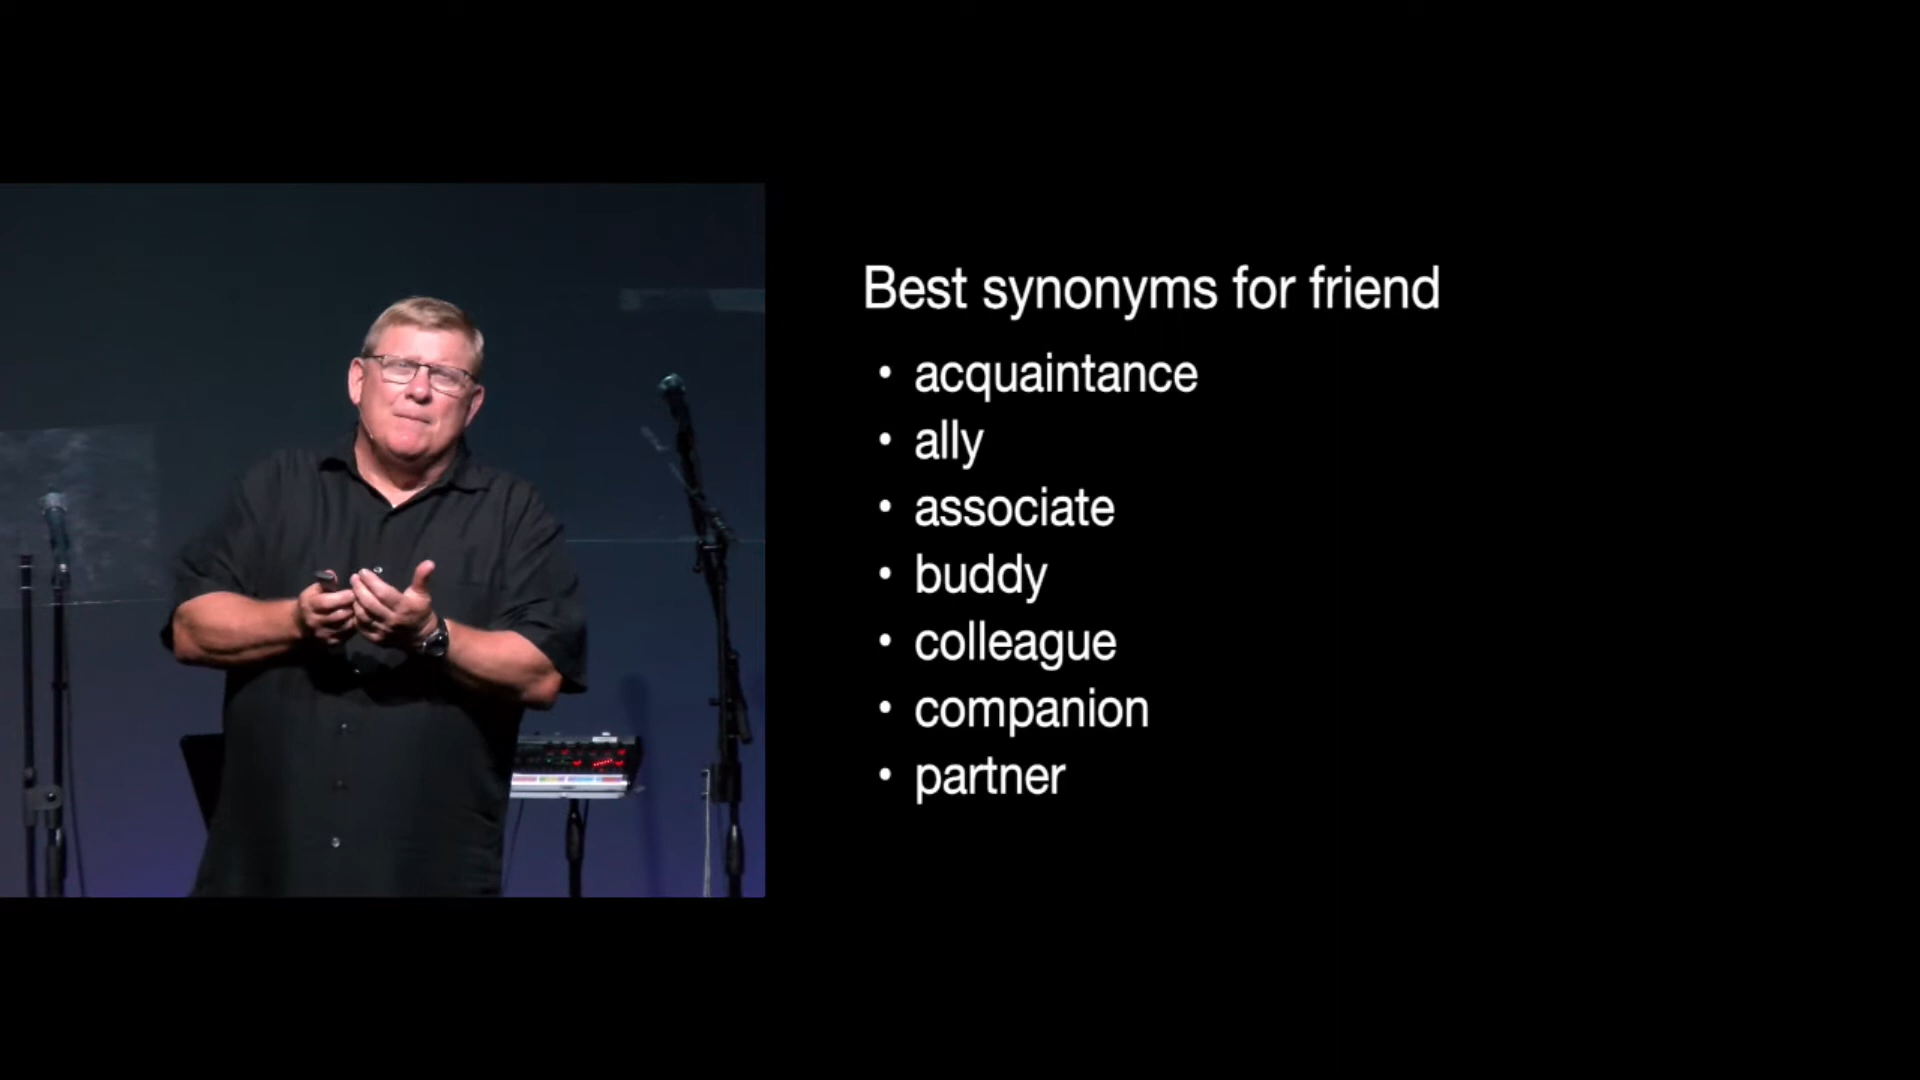 Best synonyms for friend
• acquaintance
• ally
• associate
• buddy
• colleague
• companion
• partner